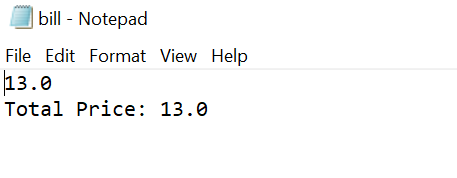 bill - Notepad
File Edit Format View Help
13.0
Total Price: 13.0